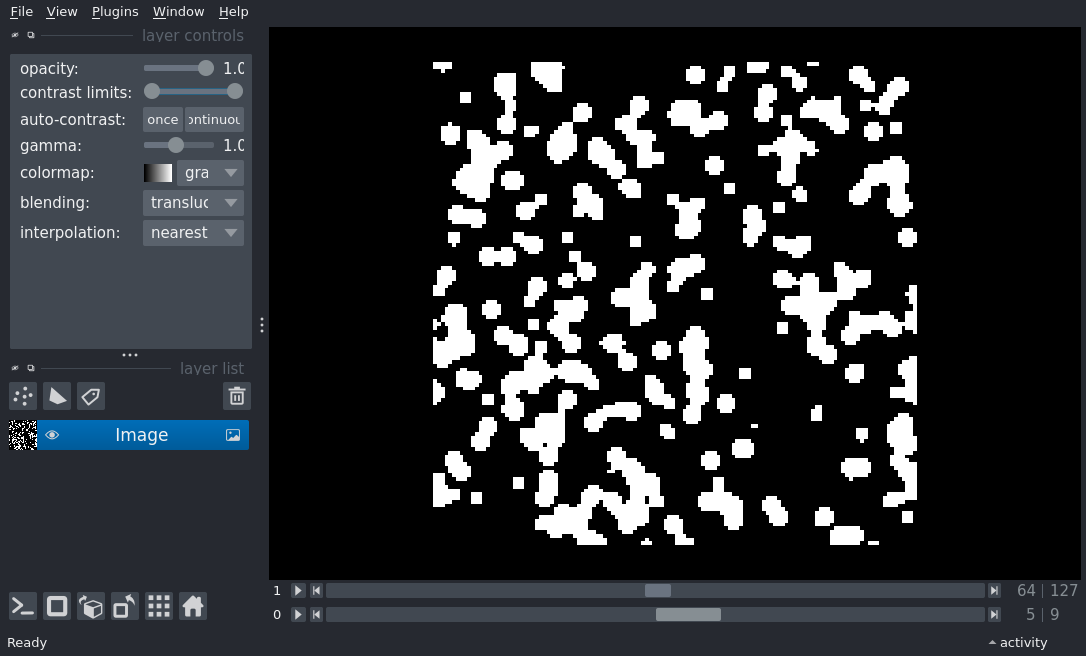 File View Plugins Window Help
layer controls
opacity: 1.0
contrast limits:
auto-contrast: once ontinuou
gamma: 1.0
colormap: gra
blending: transluc
interpolation: nearest
layer list
Image
1 64 | 127
0 5 | 9
Ready activity